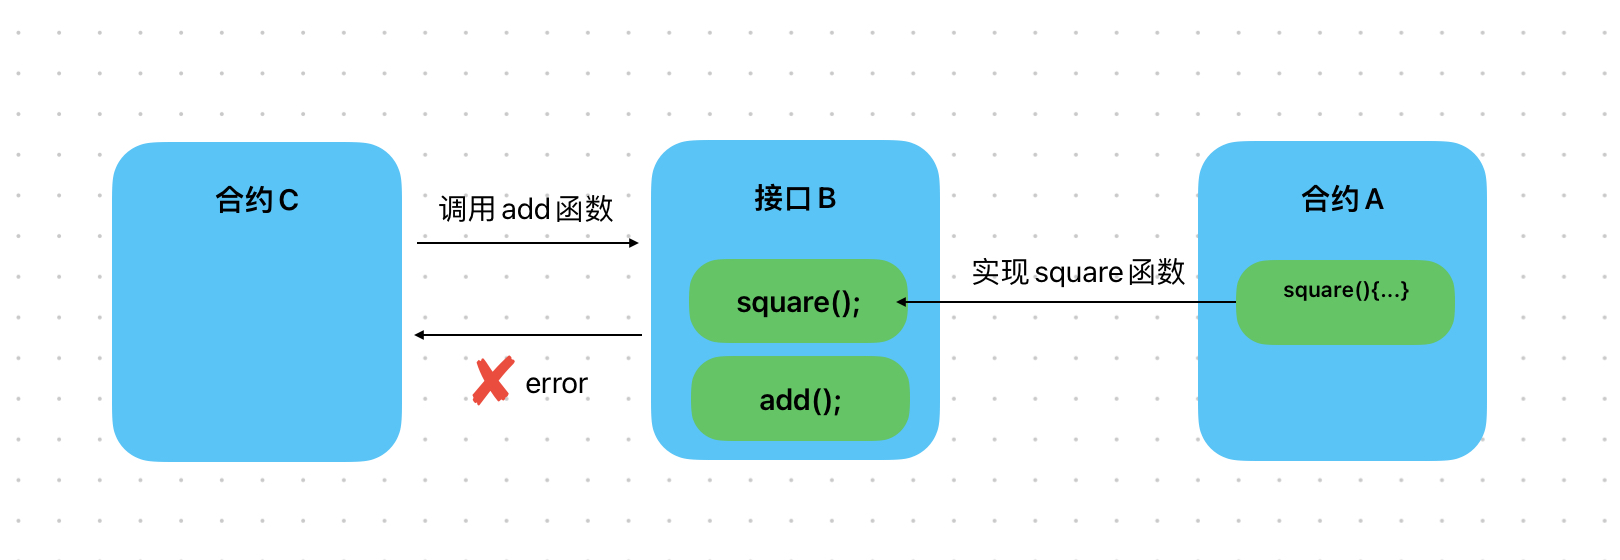 合约 C
调用 add 函数
error
接口 B
square();
add();
实现 square 函数
合约 A
square(){...}